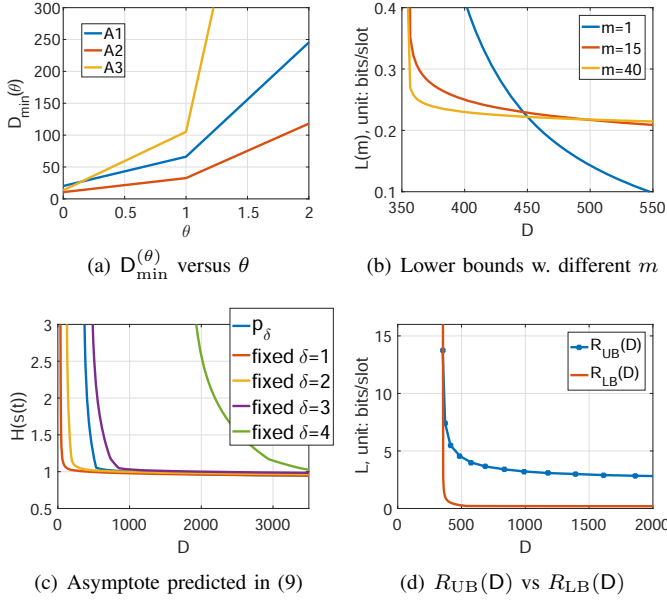 300
250
200
150
100
50
0
0
0.5
1
1.5
2
D_min(θ)
θ
A1
A2
A3
(a) D_min^(θ) versus θ
0.4
0.3
0.2
0.1
350
400
450
500
550
L(m), unit: bits/slot
D
m=1
m=15
m=40
(b) Lower bounds w. different m
3
2.5
2
1.5
1
0.5
0
1000
2000
3000
H(s(t))
D
p_δ
fixed δ=1
fixed δ=2
fixed δ=3
fixed δ=4
(c) Asymptote predicted in (9)
15
10
5
0
0
500
1000
1500
2000
L, unit: bits/slot
D
R_UB(D)
R_LB(D)
(d) R_UB(D) vs R_LB(D)